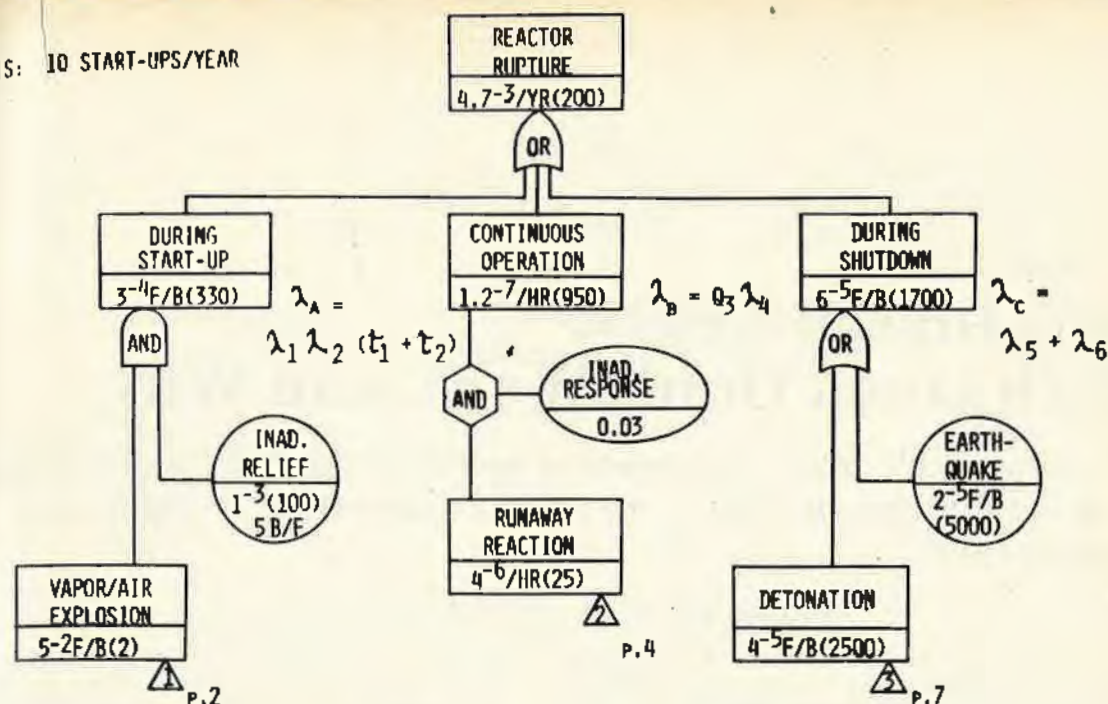 S: 10 START-UPS/YEAR
REACTOR
RUPTURE
4.7⁻³/YR(200)
OR
DURING
START-UP
3⁻⁴F/B(330)
λA =
λ1 λ2 (t1 + t2)
CONTINUOUS
OPERATION
1.2⁻⁷/HR(950)
λB = Q3 λ4
DURING
SHUTDOWN
6⁻⁵F/B(1700)
λC =
λ5 + λ6
AND
AND
INAD.
RESPONSE
0.03
OR
INAD.
RELIEF
1⁻³(100)
5 B/F
EARTH-
QUAKE
2⁻⁵F/B
(5000)
RUNAWAY
REACTION
4⁻⁶/HR(25)
2
P.4
VAPOR/AIR
EXPLOSION
5⁻²F/B(2)
1
P.2
DETONATION
4⁻⁵F/B(2500)
3
P.7